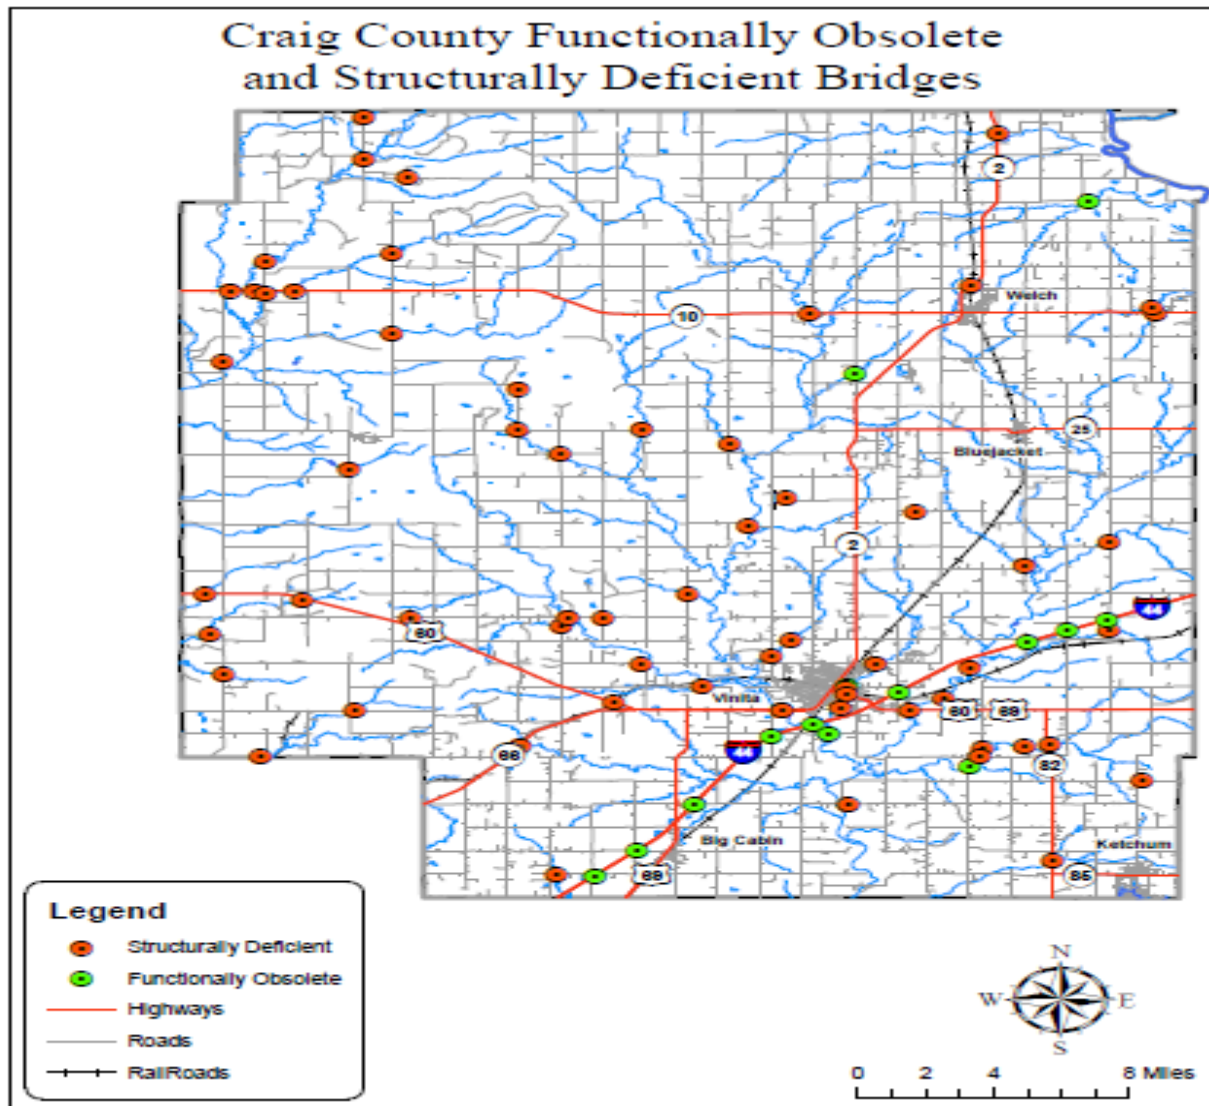 Craig County Functionally Obsolete
and Structurally Deficient Bridges
2
Welch
10
25
Bluejacket
2
44
60
Vinita
60 69
66
44
82
Big Cabin
Ketchum
69
85
Legend
Structurally Deficient
Functionally Obsolete
Highways
Roads
RailRoads
N
W E
S
0 2 4 8 Miles